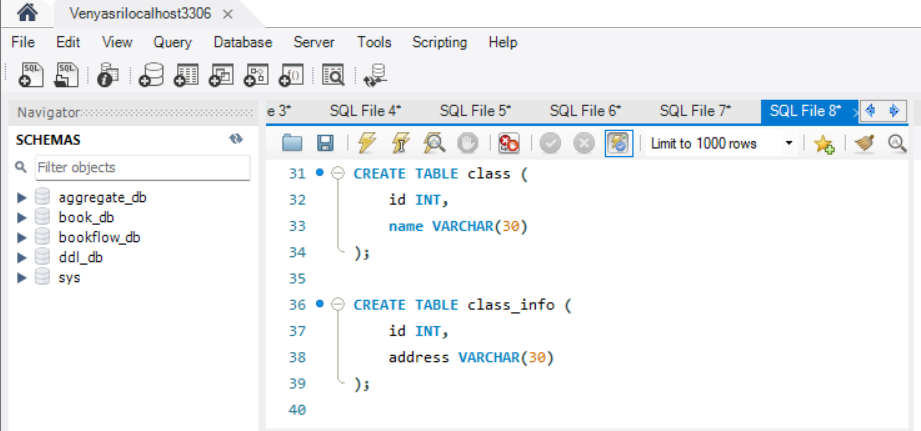 Venyasrilocalhost3306 ×
File Edit View Query Database Server Tools Scripting Help
Navigator
e 3* SQL File 4* SQL File 5* SQL File 6* SQL File 7* SQL File 8*
SCHEMAS
Limit to 1000 rows
Filter objects
aggregate_db
book_db
bookflow_db
ddl_db
sys
31 CREATE TABLE class (
32 id INT,
33 name VARCHAR(30)
34 );
35
36 CREATE TABLE class_info (
37 id INT,
38 address VARCHAR(30)
39 );
40